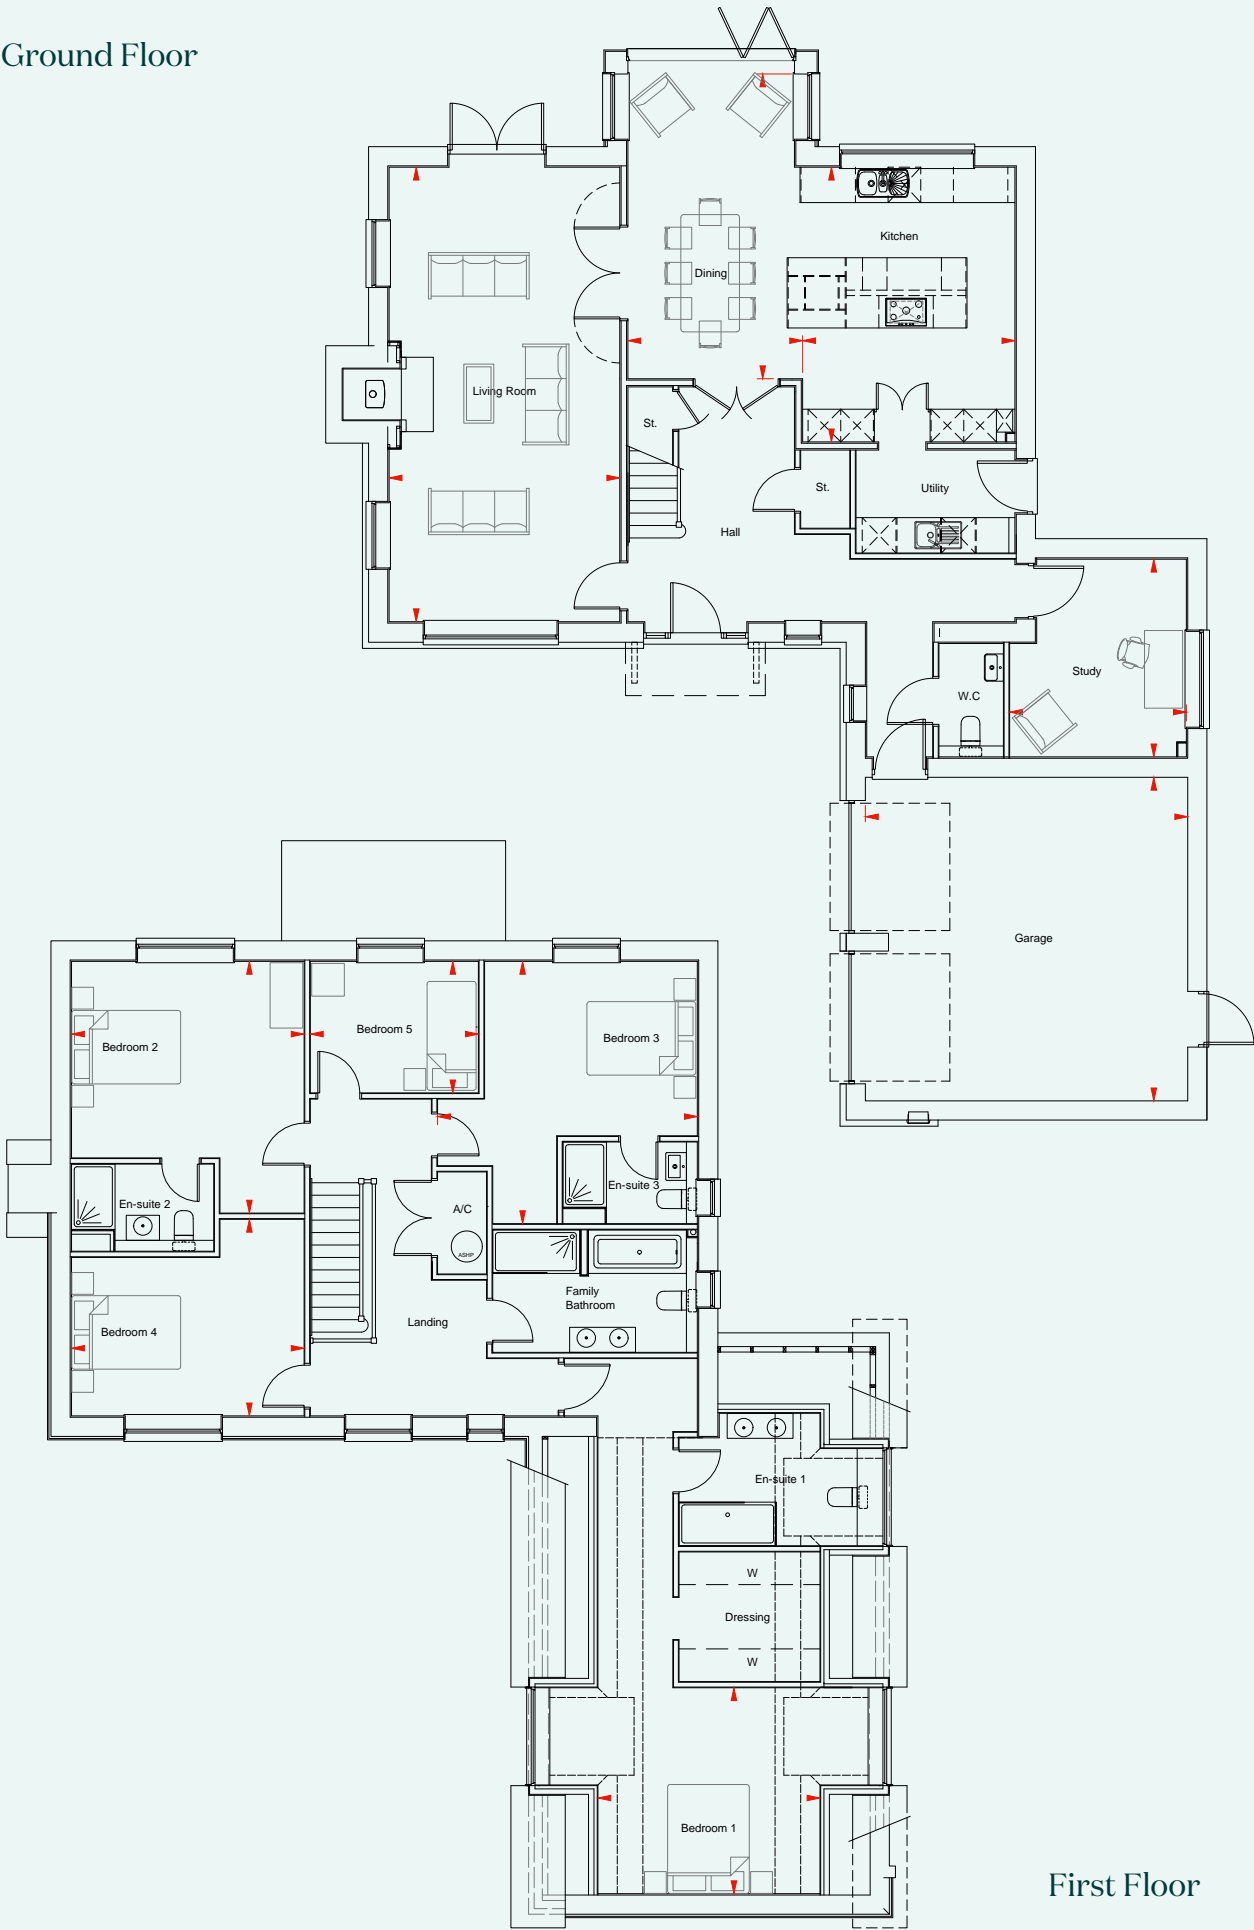 Ground Floor
Kitchen
Dining
Living Room
St.
Utility
St.
Hall
Study
W.C
Garage
Bedroom 2
Bedroom 5
Bedroom 3
En-suite 2
En-suite 3
A/C
ASHP
Family
Bathroom
Landing
Bedroom 4
En-suite 1
W
Dressing
W
Bedroom 1
First Floor